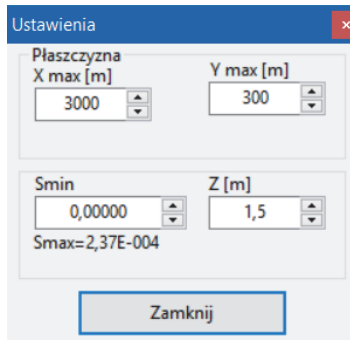 Ustawienia
Płaszczyzna
X max [m] Y max [m]
3000 300
Smin Z [m]
0,00000 1,5
Smax=2,37E-004
Zamknij